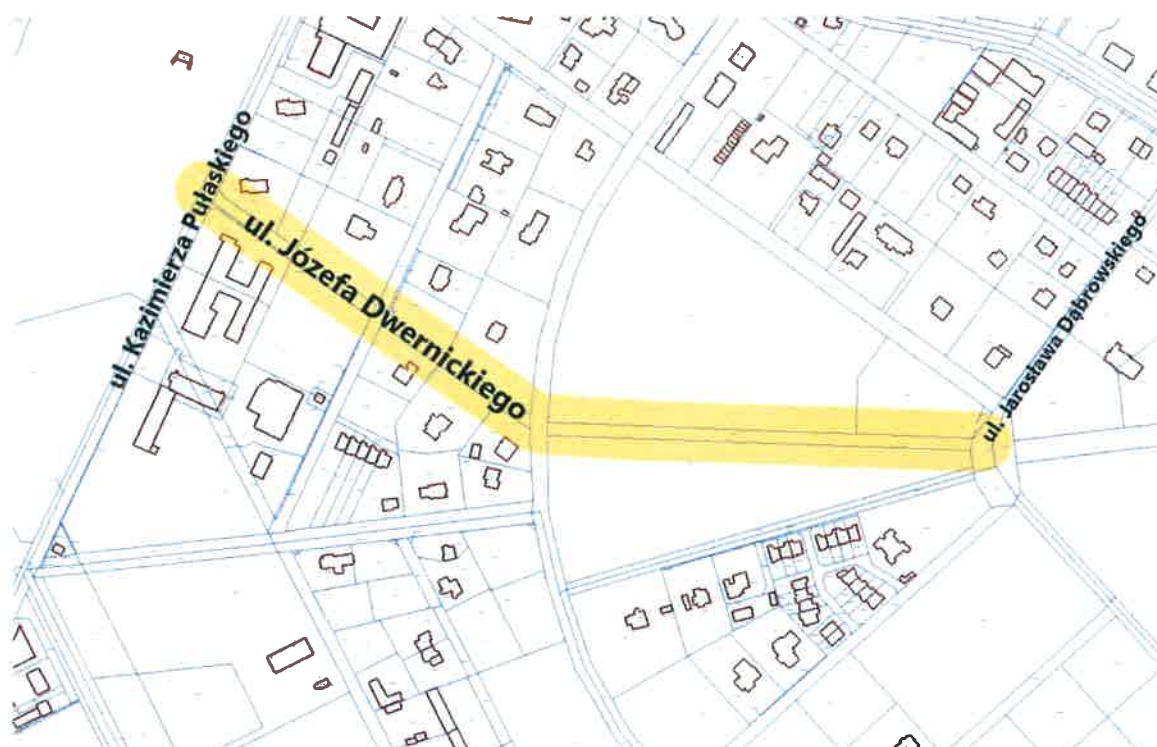 ul. Kazimierza Pułaskiego
ul. Józefa Dwernickiego
ul. Jarosława Dąbrowskiego